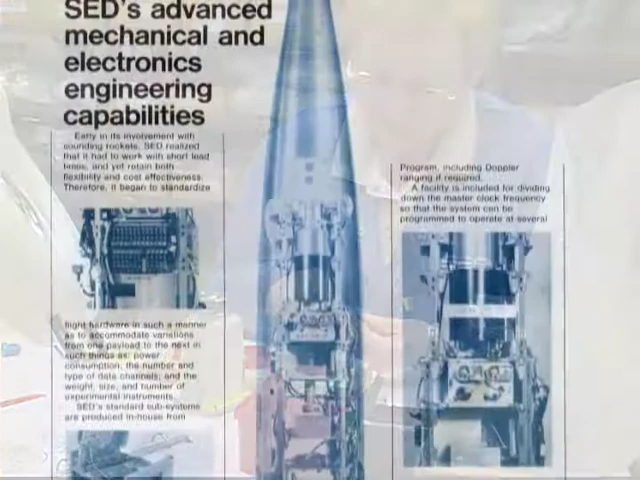 SED's advanced
mechanical and
electronics
engineering
capabilities
Early in its involvement with
sounding rockets, SED realized
that it had to work with short lead
times, and yet retain both
flexibility and cost effectiveness.
Therefore, it began to standardize
flight hardware in such a manner
as to accommodate variations
from one payload to the next in
such things as: power
consumption; the number and
type of data channels; and the
weight, size, and number of
experimental instruments.
SED's standard sub-systems
are produced in-house from
Program, including Doppler
ranging if required.
A facility is included for dividing
down the master clock frequency
so that the system can be
programmed to operate at several